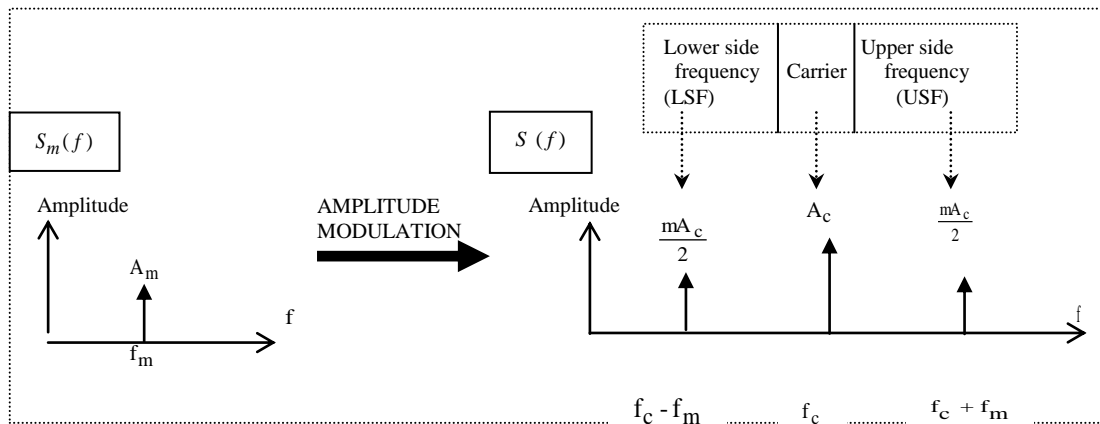 Lower side
frequency
(LSF)
Carrier
Upper side
frequency
(USF)
S_m(f)
S (f)
Amplitude
A_m
f
f_m
AMPLITUDE
MODULATION
Amplitude
mA_c
2
A_c
mA_c
2
f
f_c - f_m
f_c
f_c + f_m